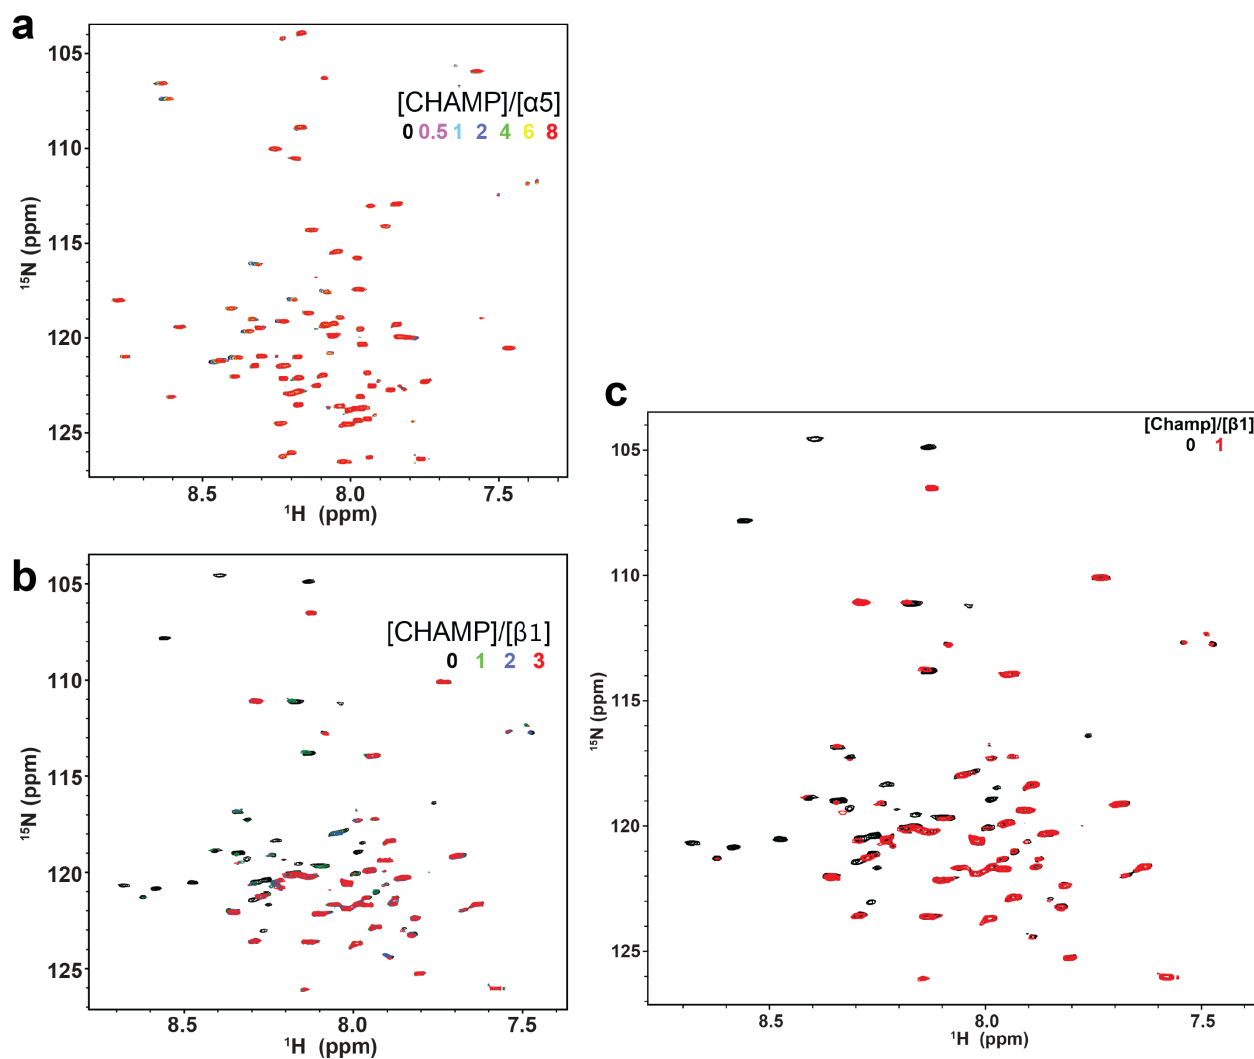 a
105
110
115
120
125
¹⁵N (ppm)
[CHAMP]/[α5]
0 0.5 1 2 4 6 8
8.5 8.0 7.5
¹H (ppm)
b
105
110
115
120
125
¹⁵N (ppm)
[CHAMP]/[β1]
0 1 2 3
8.5 8.0 7.5
¹H (ppm)
c
105
110
115
120
125
¹⁵N (ppm)
[Champ]/[β1]
0 1
8.5 8.0 7.5
¹H (ppm)